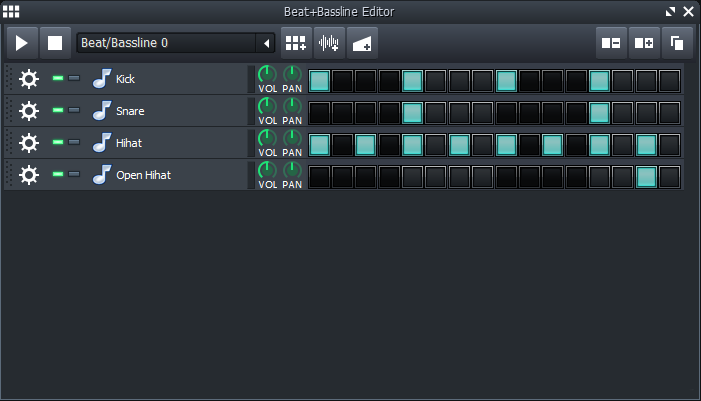 Beat+Bassline Editor
Beat/Bassline 0
Kick
VOL PAN
Snare
VOL PAN
Hihat
VOL PAN
Open Hihat
VOL PAN